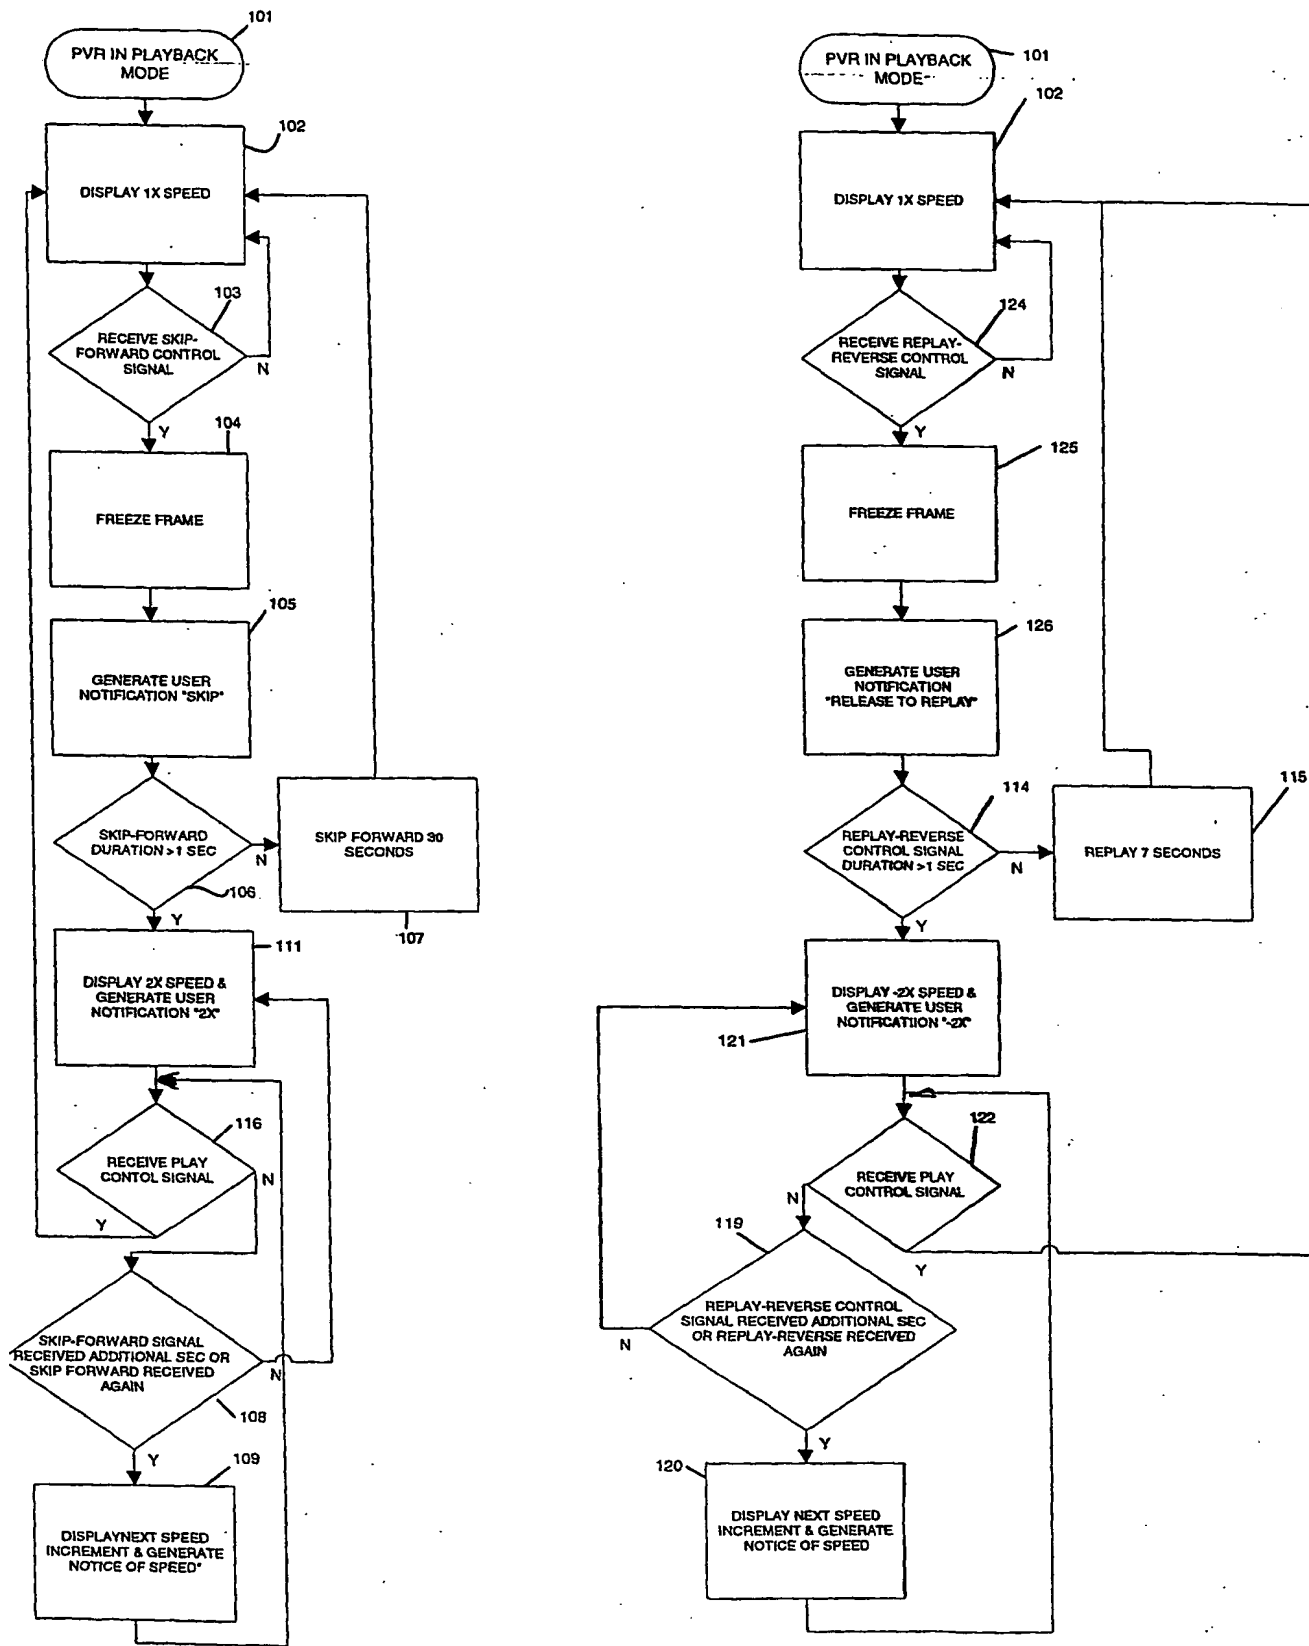 101
PVR IN PLAYBACK
MODE
102
DISPLAY 1X SPEED
103
RECEIVE SKIP-
FORWARD CONTROL
SIGNAL
N
Y
104
FREEZE FRAME
105
GENERATE USER
NOTIFICATION "SKIP"
SKIP-FORWARD
DURATION >1 SEC
N
106
Y
SKIP FORWARD 30
SECONDS
107
111
DISPLAY 2X SPEED &
GENERATE USER
NOTIFICATION "2X"
116
RECEIVE PLAY
CONTOL SIGNAL
N
Y
SKIP-FORWARD SIGNAL
RECEIVED ADDITIONAL SEC OR
SKIP FORWARD RECEIVED
AGAIN
N
108
Y
109
DISPLAYNEXT SPEED
INCREMENT & GENERATE
NOTICE OF SPEED"
101
PVR IN PLAYBACK
MODE
102
DISPLAY 1X SPEED
124
RECEIVE REPLAY-
REVERSE CONTROL
SIGNAL
N
Y
125
FREEZE FRAME
126
GENERATE USER
NOTIFICATION
"RELEASE TO REPLAY"
114
REPLAY-REVERSE
CONTROL SIGNAL
DURATION >1 SEC
N
Y
115
REPLAY 7 SECONDS
DISPLAY -2X SPEED &
GENERATE USER
NOTIFICATION "-2X"
121
122
RECEIVE PLAY
CONTROL SIGNAL
N
Y
119
REPLAY-REVERSE CONTROL
SIGNAL RECEIVED ADDITIONAL SEC
OR REPLAY-REVERSE RECEIVED
AGAIN
N
Y
120
DISPLAY NEXT SPEED
INCREMENT & GENERATE
NOTICE OF SPEED